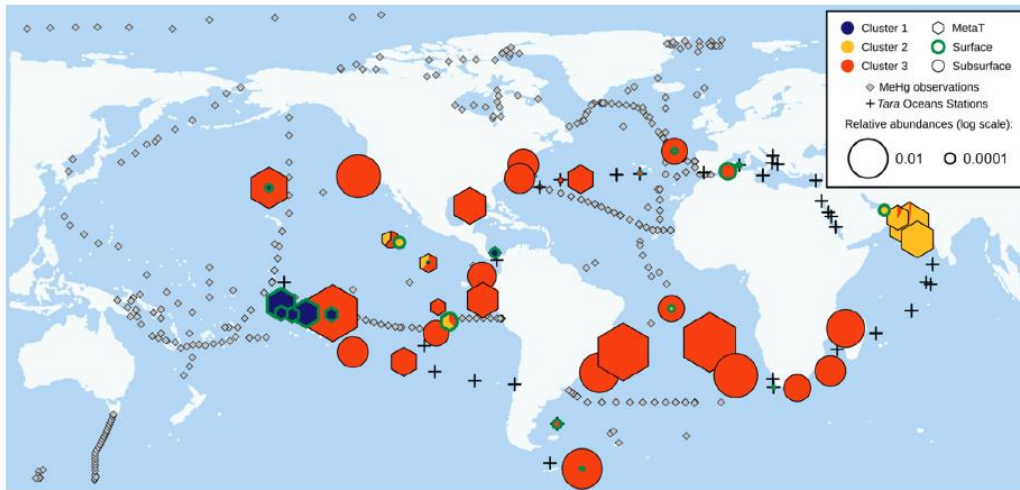 Cluster 1 MetaT
Cluster 2 Surface
Cluster 3 Subsurface
MeHg observations
Tara Oceans Stations
Relative abundances (log scale):
0.01 0.0001